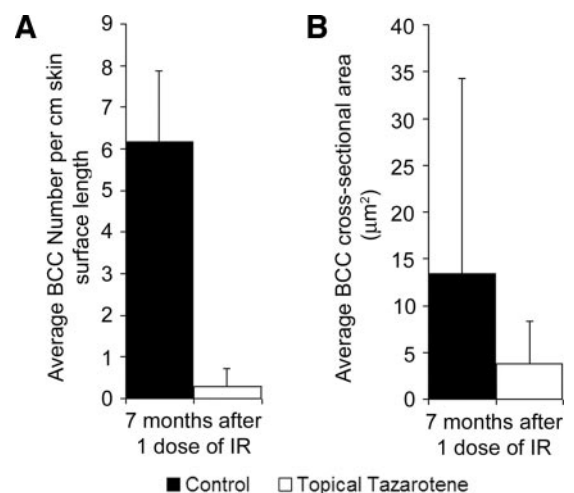 A
Average BCC Number per cm skin
surface length
9
8
7
6
5
4
3
2
1
0
7 months after
1 dose of IR
B
Average BCC cross-sectional area
(μm²)
40
35
30
25
20
15
10
5
0
7 months after
1 dose of IR
Control
Topical Tazarotene